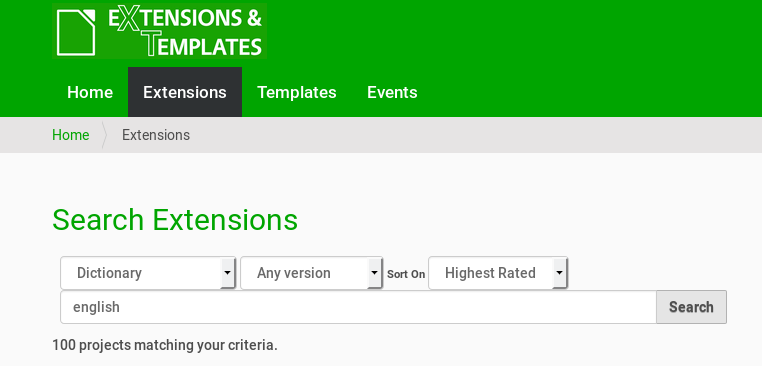 EXTENSIONS &
TEMPLATES
Home Extensions Templates Events
Home Extensions
Search Extensions
Dictionary Any version Sort On Highest Rated
english Search
100 projects matching your criteria.